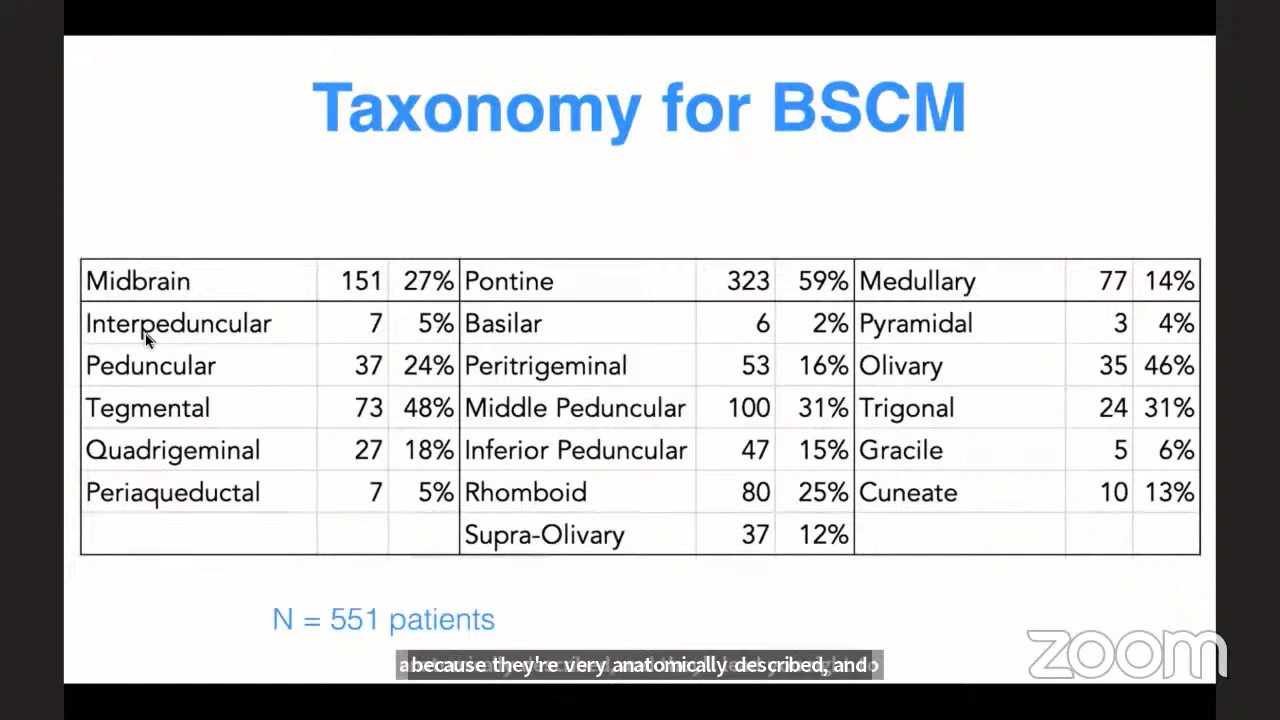 Taxonomy for BSCM
Midbrain 151 27% Pontine 323 59% Medullary 77 14%
Interpeduncular 7 5% Basilar 6 2% Pyramidal 3 4%
Peduncular 37 24% Peritrigeminal 53 16% Olivary 35 46%
Tegmental 73 48% Middle Peduncular 100 31% Trigonal 24 31%
Quadrigeminal 27 18% Inferior Peduncular 47 15% Gracile 5 6%
Periaqueductal 7 5% Rhomboid 80 25% Cuneate 10 13%
Supra-Olivary 37 12%
N = 551 patients
because they're very anatomically described, and
zoom